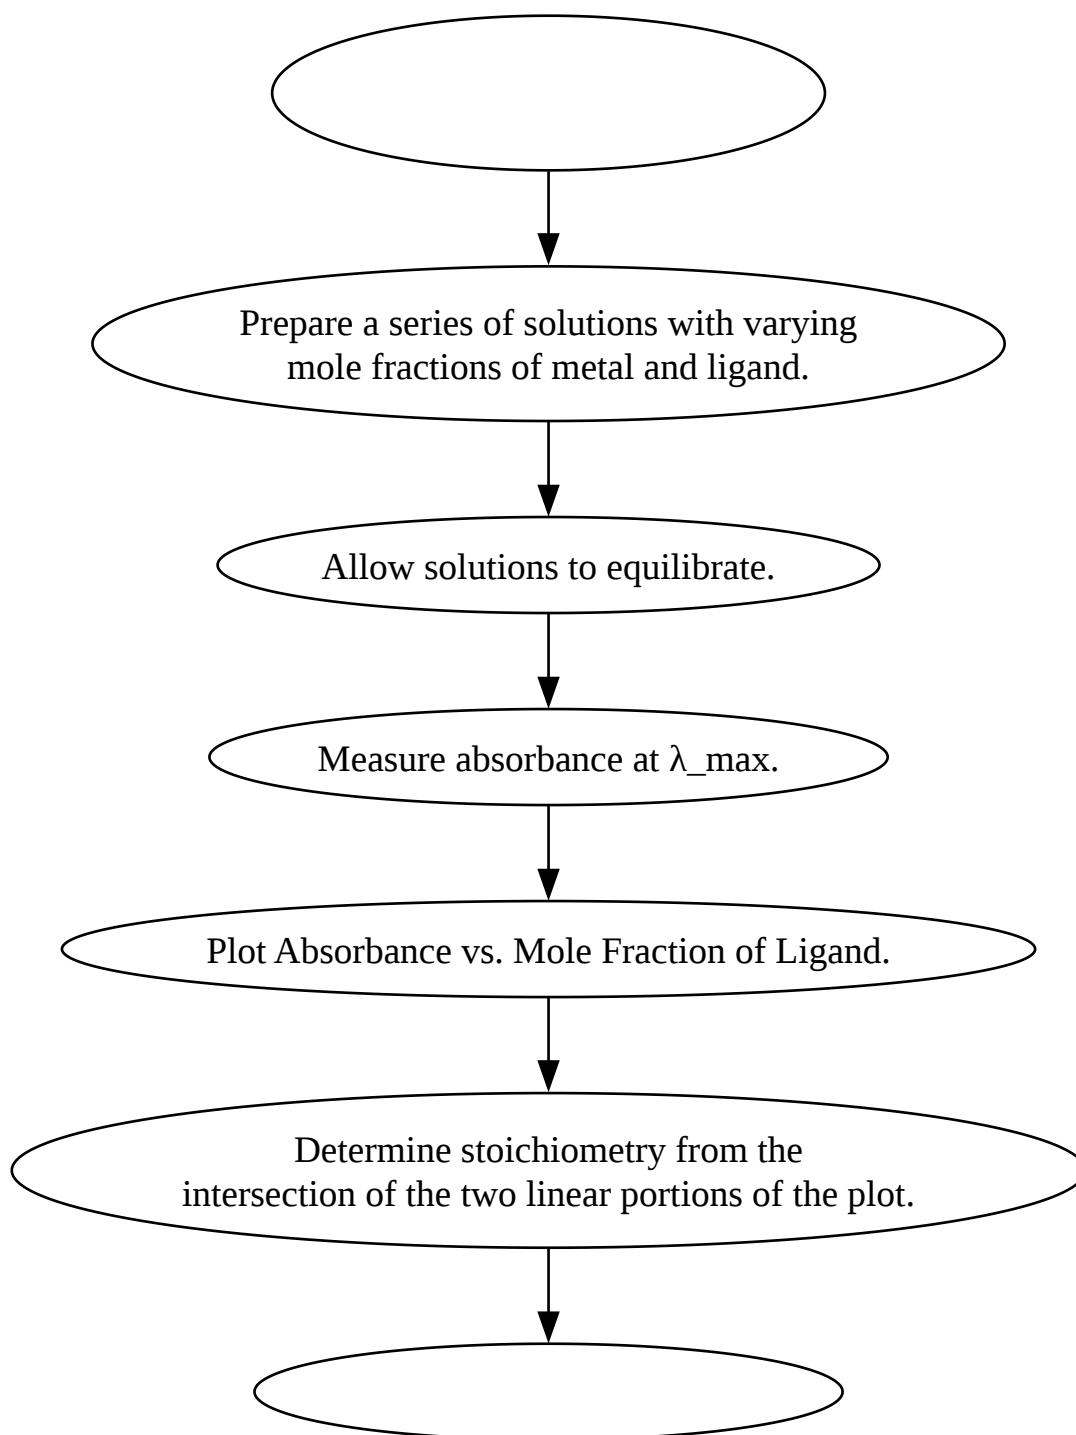 Prepare a series of solutions with varying
mole fractions of metal and ligand.
Allow solutions to equilibrate.
Measure absorbance at λ_max.
Plot Absorbance vs. Mole Fraction of Ligand.
Determine stoichiometry from the
intersection of the two linear portions of the plot.